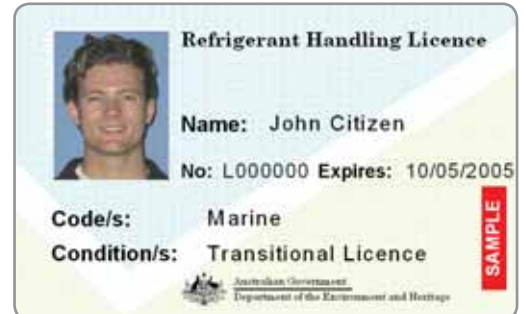 Refrigerant Handling Licence
Name: John Citizen
No: L000000 Expires: 10/05/2005
Code/s: Marine
Condition/s: Transitional Licence
SAMPLE
Australian Government
Department of the Environment and Heritage